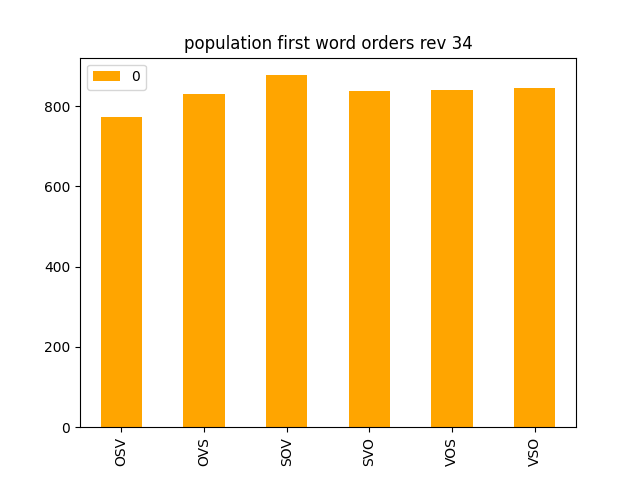 population first word orders rev 34
0
800
600
400
200
0
OSV
OVS
SOV
SVO
VOS
VSO